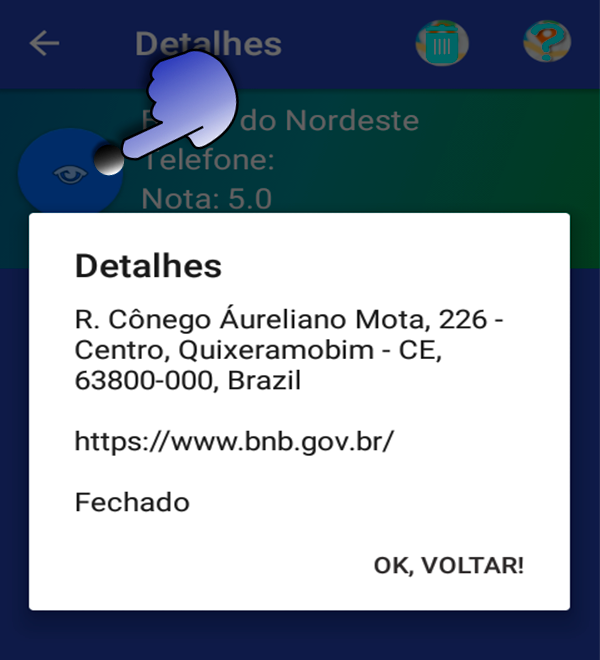 Detalhes
do Nordeste
Telefone:
Nota: 5.0
Detalhes
R. Cônego Áureliano Mota, 226 -
Centro, Quixeramobim - CE,
63800-000, Brazil
https://www.bnb.gov.br/
Fechado
OK, VOLTAR!